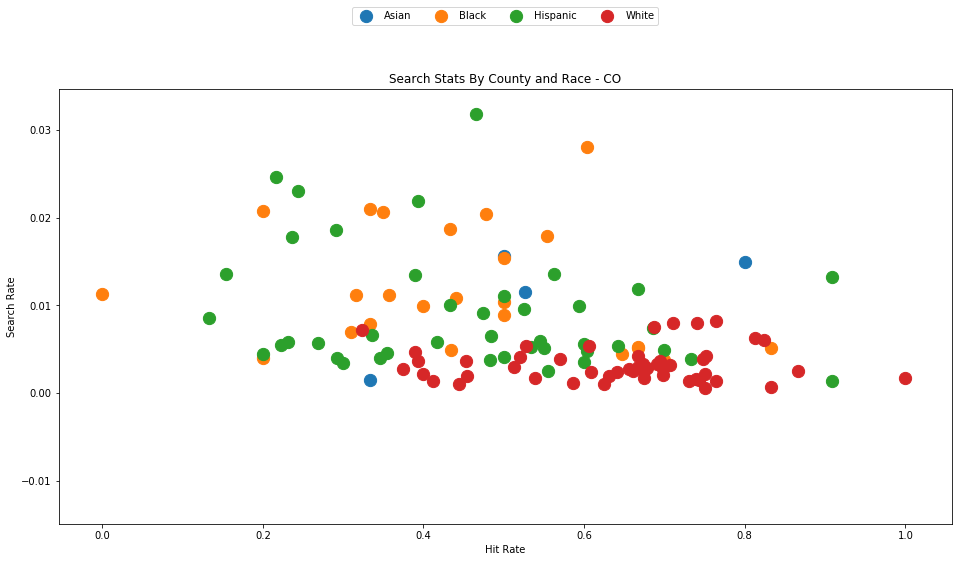 Asian Black Hispanic White
Search Stats By County and Race - CO
0.03
0.02
0.01
0.00
−0.01
Search Rate
0.0 0.2 0.4 0.6 0.8 1.0
Hit Rate